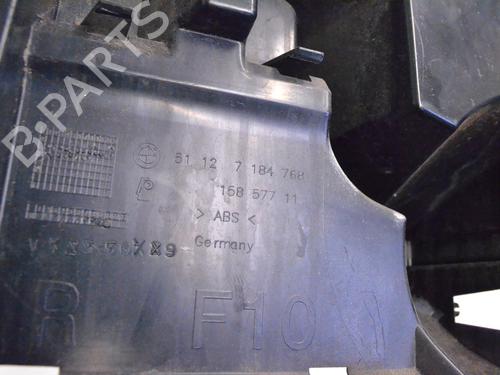 B-PARTS
51 12 7 184 768
158 577 11
> ABS <
Germany
R F10